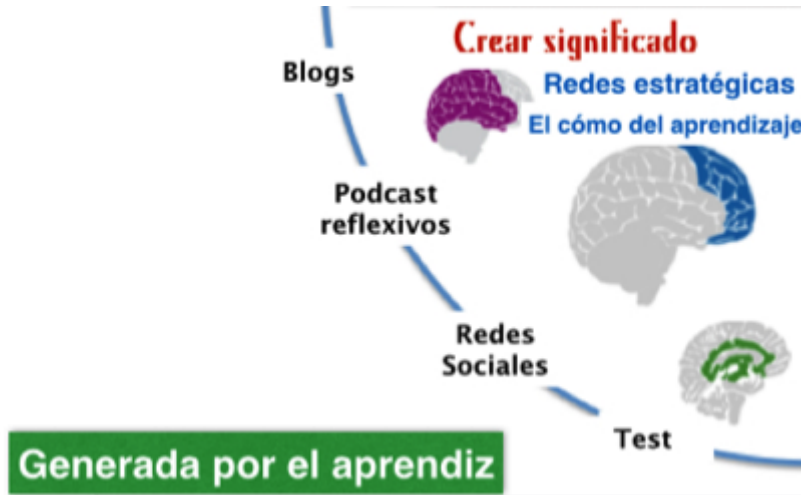 Crear significado
Blogs
Redes estratégicas
El cómo del aprendizaje
Podcast
reflexivos
Redes
Sociales
Test
Generada por el aprendiz